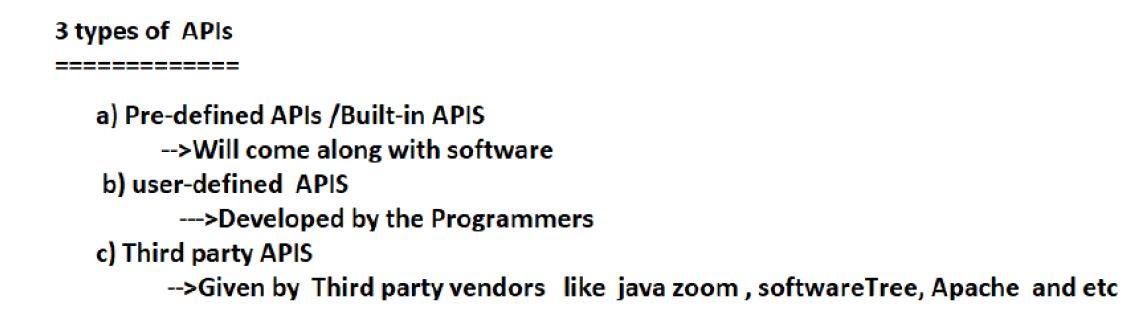 3 types of  APIs
=============
a) Pre-defined APIs /Built-in APIS
-->Will come along with software
b) user-defined  APIS
--->Developed by the Programmers
c) Third party APIS
-->Given by  Third party vendors   like  java zoom , softwareTree, Apache  and etc